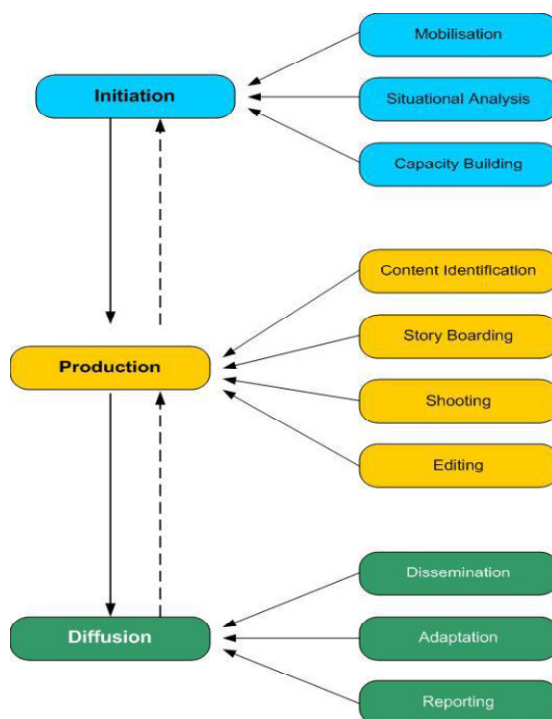 Mobilisation
Initiation
Situational Analysis
Capacity Building
Content Identification
Story Boarding
Production
Shooting
Editing
Dissemination
Diffusion
Adaptation
Reporting